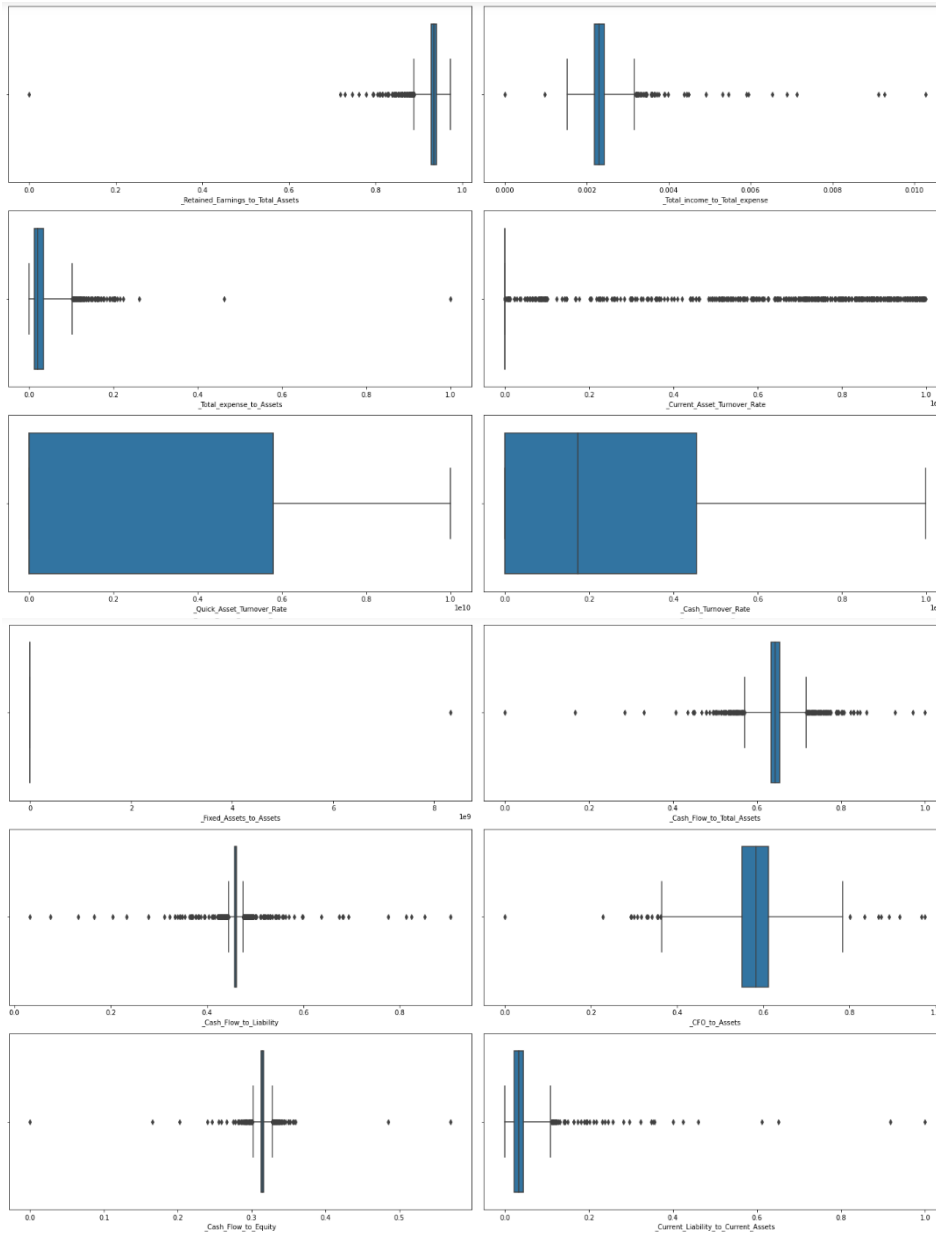 0.0 0.2 0.4 0.6 0.8 1.0
_Retained_Earnings_to_Total_Assets
0.000 0.002 0.004 0.006 0.008 0.010
_Total_income_to_Total_expense
0.0 0.2 0.4 0.6 0.8 1.0
_Total_expense_to_Assets
0.0 0.2 0.4 0.6 0.8 1.0
_Current_Asset_Turnover_Rate
0.0 0.2 0.4 0.6 0.8 1.0
1e10
_Quick_Asset_Turnover_Rate
0.0 0.2 0.4 0.6 0.8 1.0
_Cash_Turnover_Rate
0 2 4 6 8
1e9
_Fixed_Assets_to_Assets
0.0 0.2 0.4 0.6 0.8
_Cash_Flow_to_Total_Assets
0.0 0.2 0.4 0.6 0.8
_Cash_Flow_to_Liability
0.0 0.2 0.4 0.6 0.8
_CFO_to_Assets
0.0 0.2 0.3 0.4 0.5
_Cash_Flow_to_Equity
0.0 0.2 0.4 0.6 0.8 1.0
_Current_Liability_to_Current_Assets